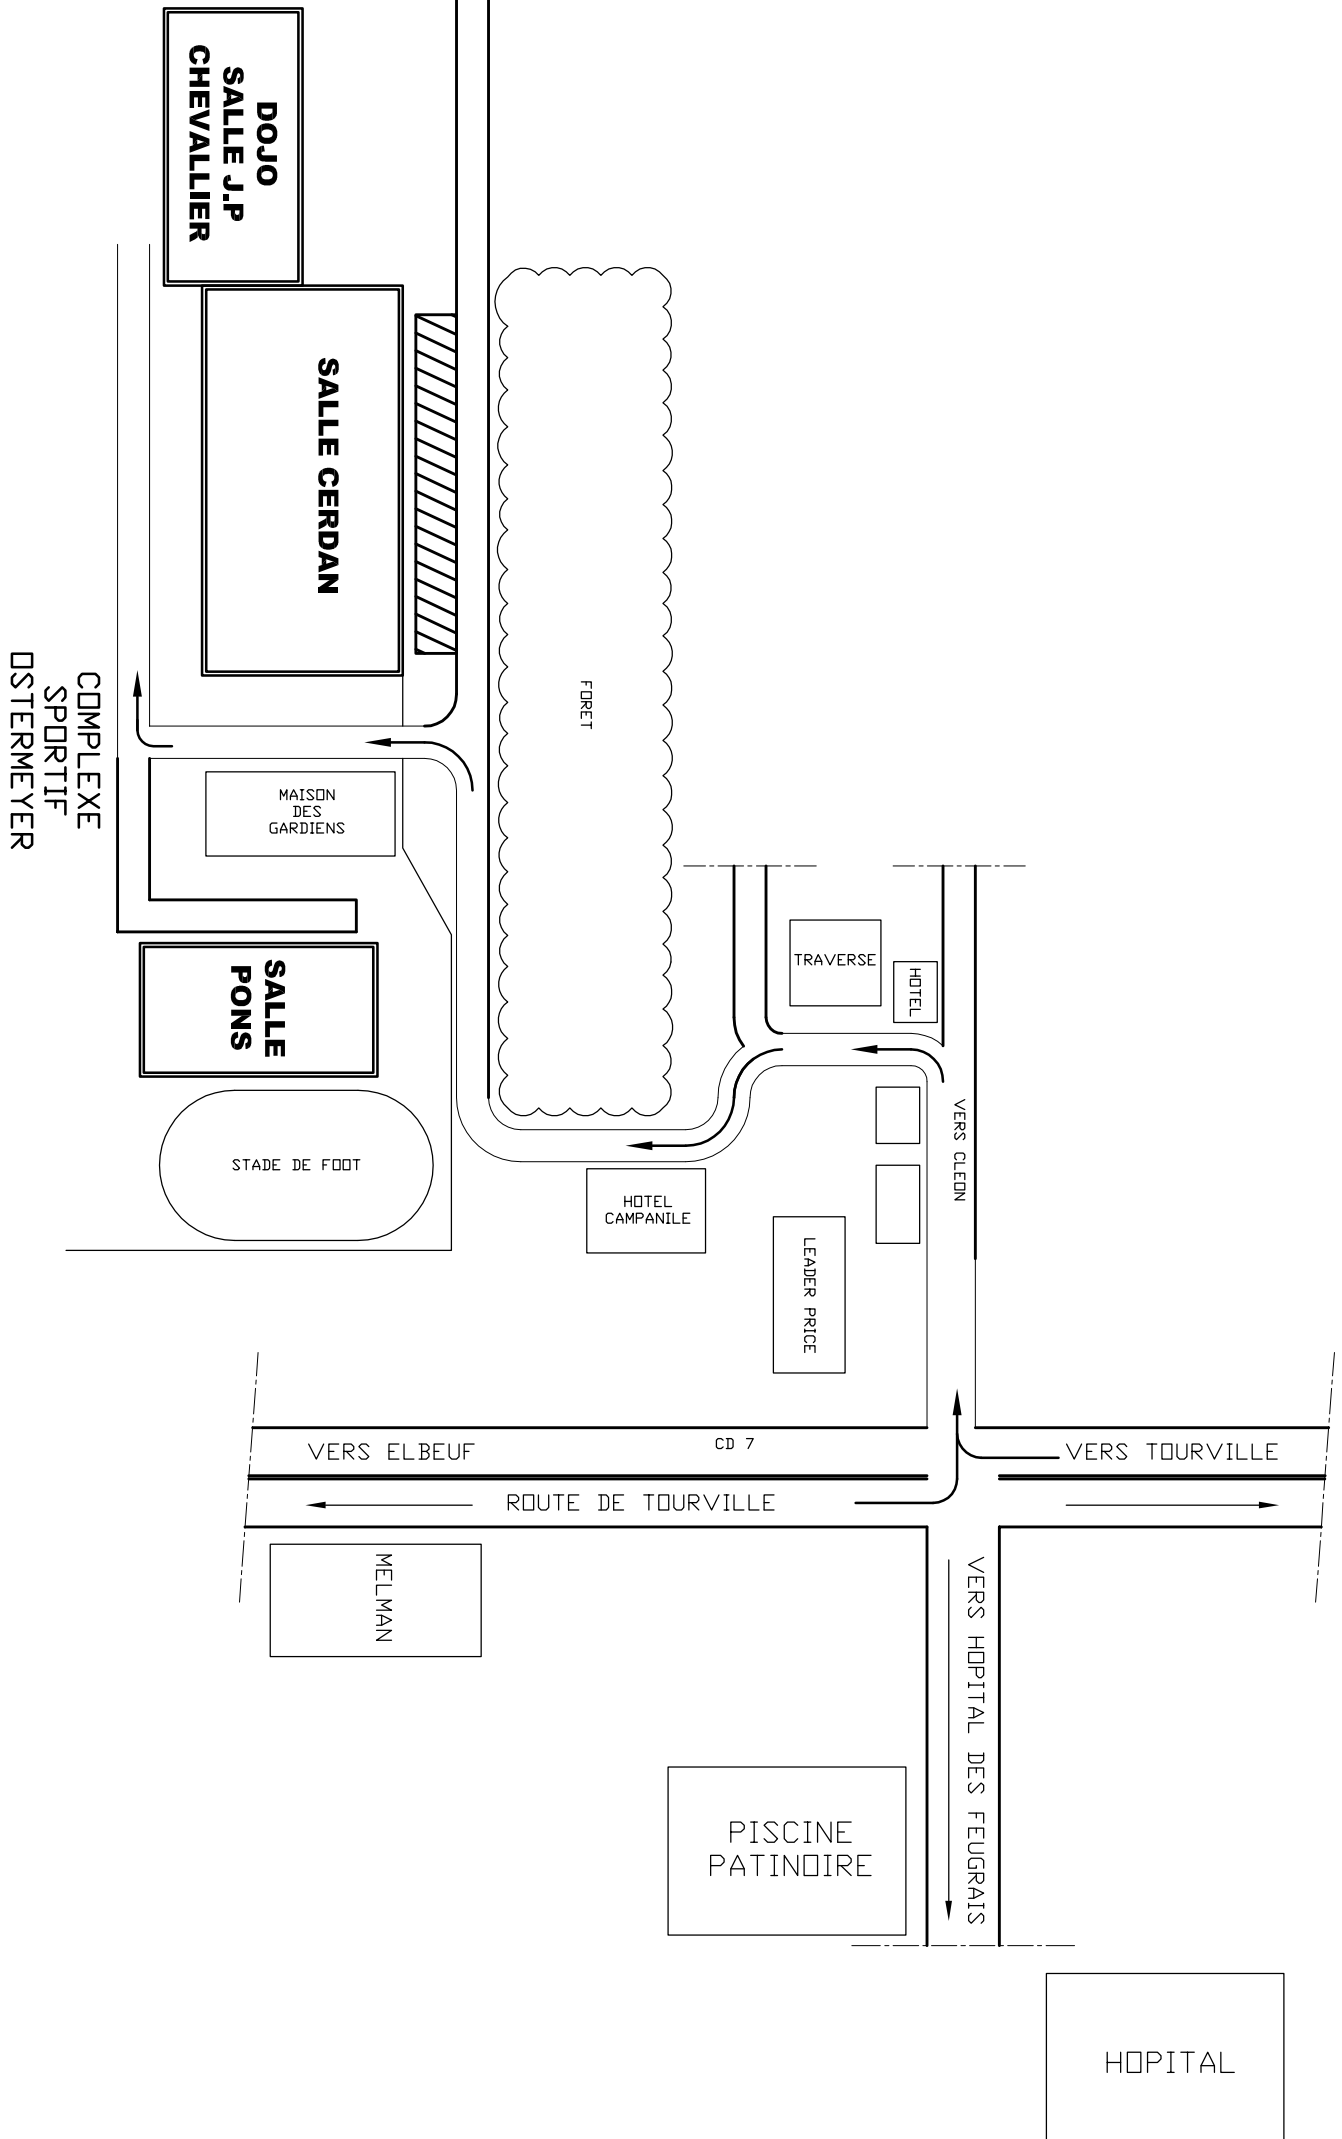 DOJO
SALLE J.P
CHEVALLIER
SALLE CERDAN
FORET
COMPLEXE
SPORTIF
OSTERMEYER
MAISON
DES
GARDIENS
TRAVERSE
HOTEL
SALLE
PONS
VERS CLEON
STADE DE FOOT
HOTEL
CAMPANILE
LEADER PRICE
VERS ELBEUF
CD 7
VERS TOURVILLE
ROUTE DE TOURVILLE
MELMAN
VERS HOPITAL DES FEUGRAIS
PISCINE
PATINOIRE
HOPITAL